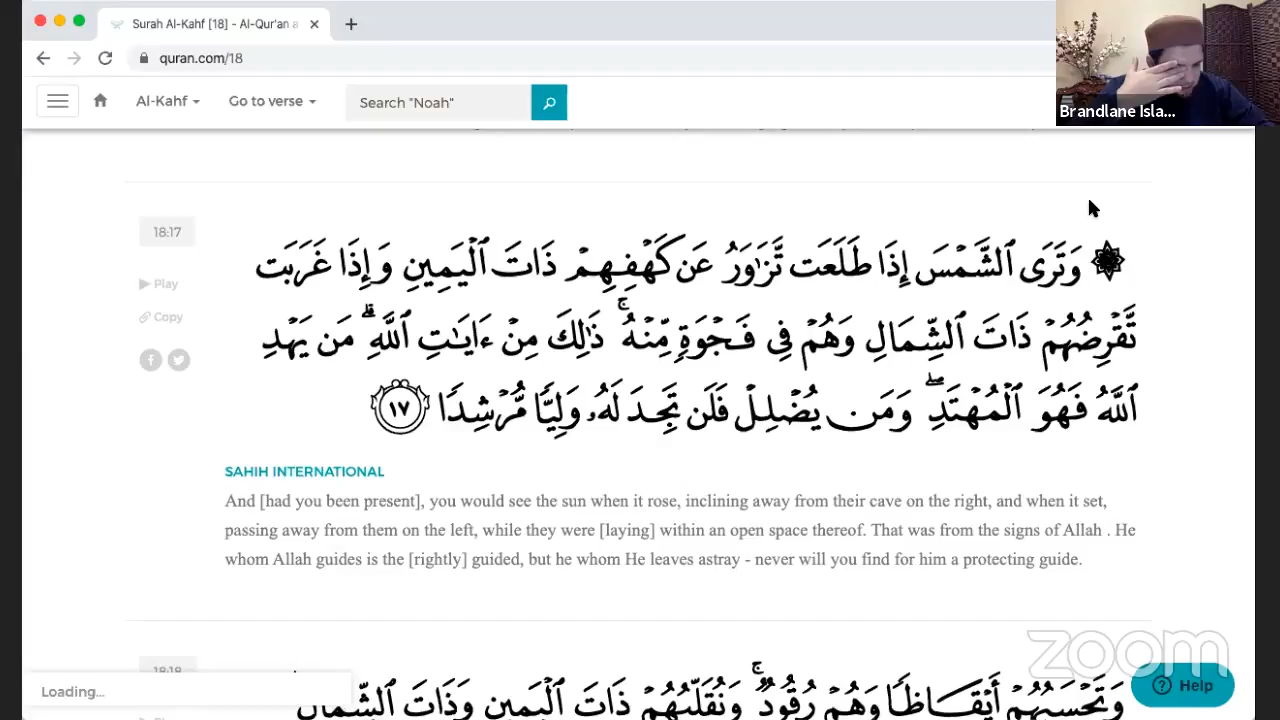 Surah Al-Kahf [18] - Al-Qur'an a
quran.com/18
Al-Kahf
Go to verse
Search "Noah"
Brandlane Isla...
18:17
Play
Copy
۞ وَتَرَى ٱلشَّمْسَ إِذَا طَلَعَت تَّزَٰوَرُ عَن كَهْفِهِمْ ذَاتَ ٱلْيَمِينِ وَإِذَا غَرَبَت
تَّقْرِضُهُمْ ذَاتَ ٱلشِّمَالِ وَهُمْ فِى فَجْوَةٍ مِّنْهُ ۚ ذَٰلِكَ مِنْ ءَايَـٰتِ ٱللَّهِ ۗ مَن يَهْدِ
ٱللَّهُ فَهُوَ ٱلْمُهْتَدِ ۖ وَمَن يُضْلِلْ فَلَن تَجِدَ لَهُۥ وَلِيًّا مُّرْشِدًا ١٧
SAHIH INTERNATIONAL
And [had you been present], you would see the sun when it rose, inclining away from their cave on the right, and when it set,
passing away from them on the left, while they were [laying] within an open space thereof. That was from the signs of Allah . He
whom Allah guides is the [rightly] guided, but he whom He leaves astray - never will you find for him a protecting guide.
18:18
وَتَحْسَبُهُمْ أَيْقَاظًا وَهُمْ رُقُودٌ ۚ وَنُقَلِّبُهُمْ ذَاتَ ٱلْيَمِينِ وَذَاتَ ٱلشِّمَالِ
Loading...
zoom
Help